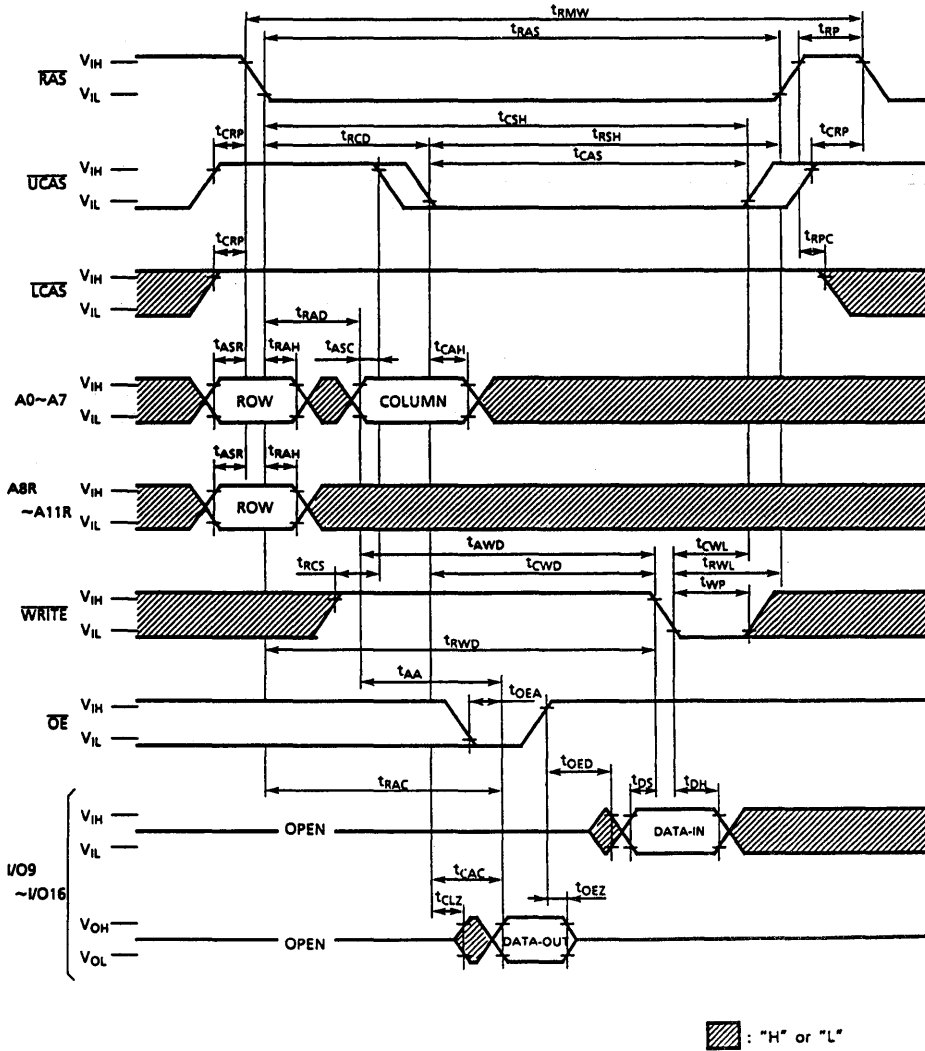 tRMW
tRAS
tRP
RAS
VIH
VIL
tCSH
tCRP
tRCD
tRSH
tCRP
tCAS
UCAS
VIH
VIL
tCRP
tRPC
LCAS
VIH
VIL
tRAD
tASR
tRAH
tASC
tCAH
A0~A7
VIH
VIL
ROW
COLUMN
tASR
tRAH
A8R
~A11R
VIH
VIL
ROW
tAWD
tCWL
tRCS
tCWD
tRWL
tWP
WRITE
VIH
VIL
tRWD
tAA
tOEA
OE
VIH
VIL
tOED
tRAC
tDS
tDH
VIH
VIL
OPEN
DATA-IN
I/O9
~I/O16
tCAC
tOEZ
tCLZ
VOH
VOL
OPEN
DATA-OUT
: "H" or "L"